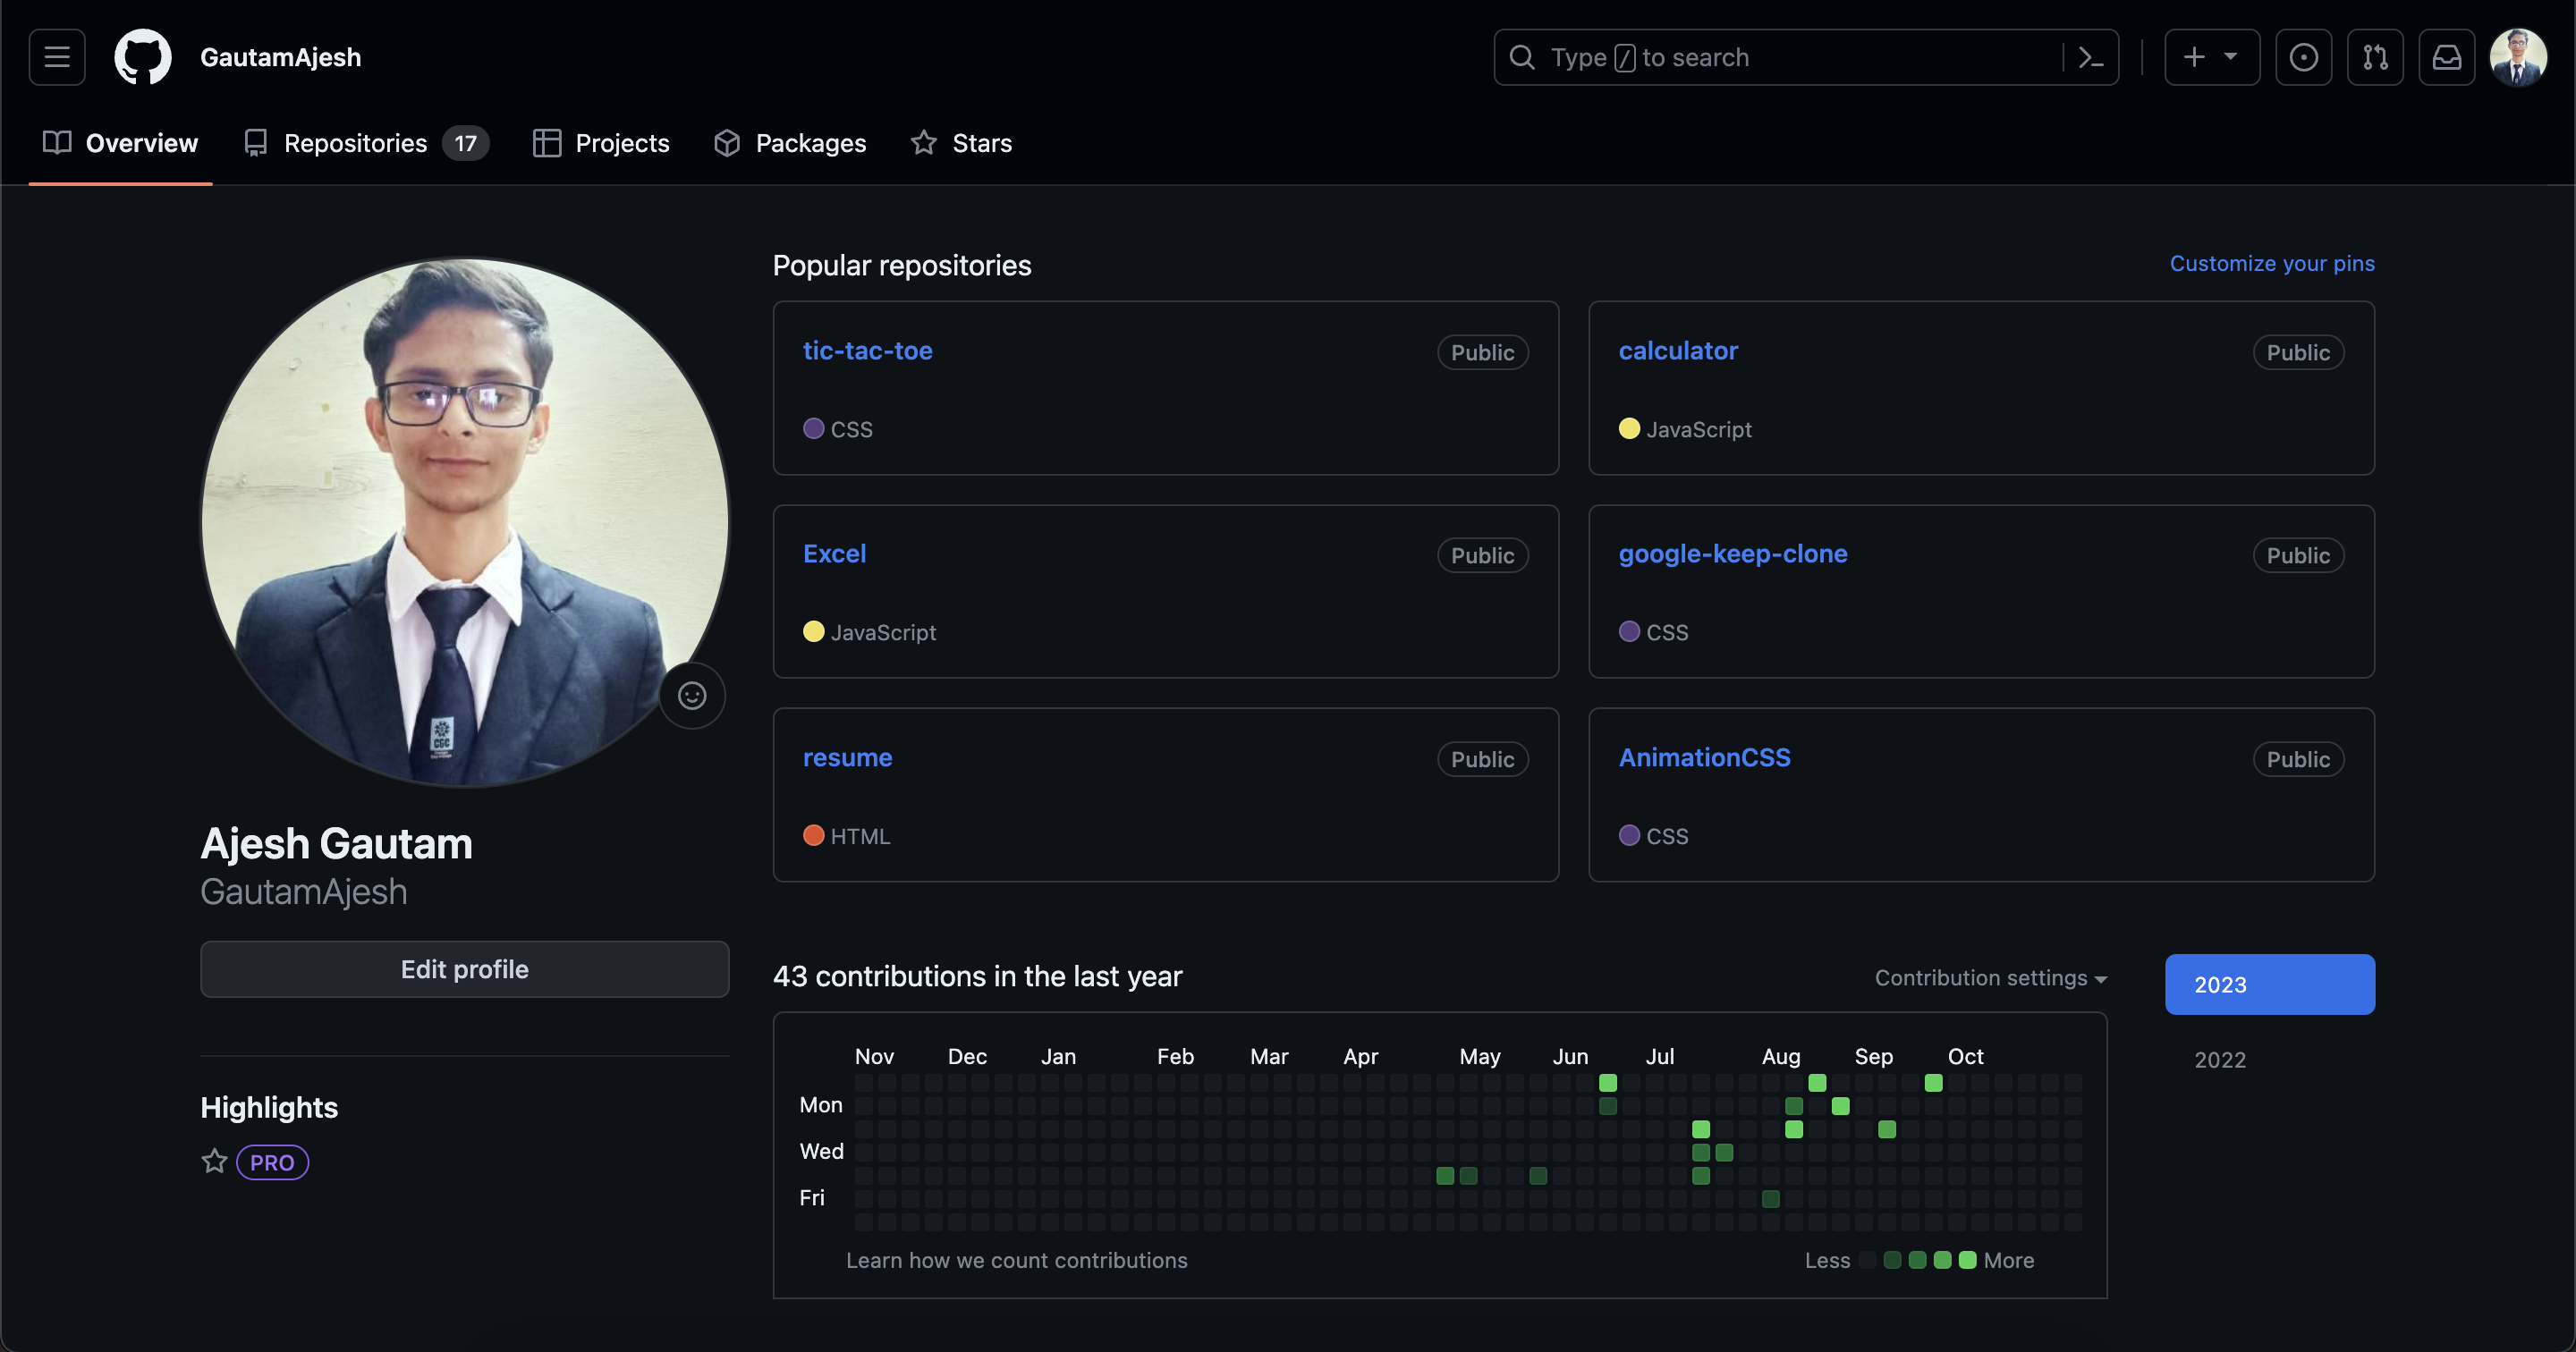 GautamAjesh
Type / to search
Overview
Repositories 17
Projects
Packages
Stars
Popular repositories
Customize your pins
tic-tac-toe
Public
CSS
calculator
Public
JavaScript
Excel
Public
JavaScript
google-keep-clone
Public
CSS
resume
Public
HTML
AnimationCSS
Public
CSS
CGC
Ajesh Gautam
GautamAjesh
Edit profile
Highlights
PRO
43 contributions in the last year
Contribution settings
2023
2022
Nov Dec Jan Feb Mar Apr May Jun Jul Aug Sep Oct
Mon
Wed
Fri
Learn how we count contributions
Less
More